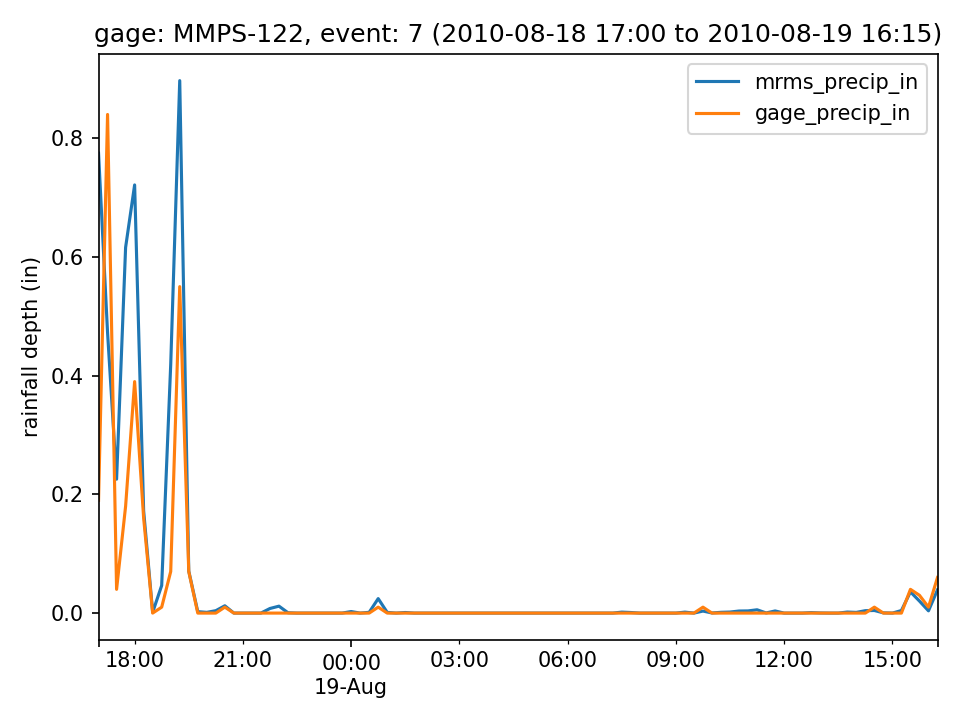 gage: MMPS-122, event: 7 (2010-08-18 17:00 to 2010-08-19 16:15)
mrms_precip_in
gage_precip_in
rainfall depth (in)
0.8
0.6
0.4
0.2
0.0
18:00 21:00 00:00 03:00 06:00 09:00 12:00 15:00
19-Aug